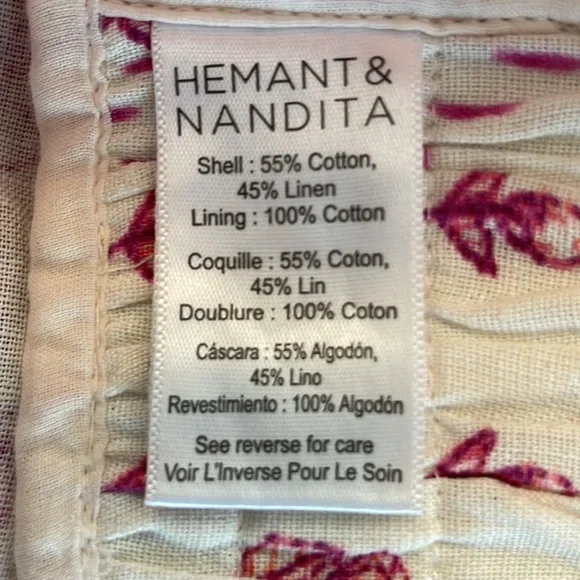 HEMANT &
NANDITA
Shell : 55% Cotton,
45% Linen
Lining : 100% Cotton
Coquille : 55% Coton,
45% Lin
Doublure : 100% Coton
Cáscara : 55% Algodón,
45% Lino
Revestimiento : 100% Algodón
See reverse for care
Voir L'Inverse Pour Le Soin